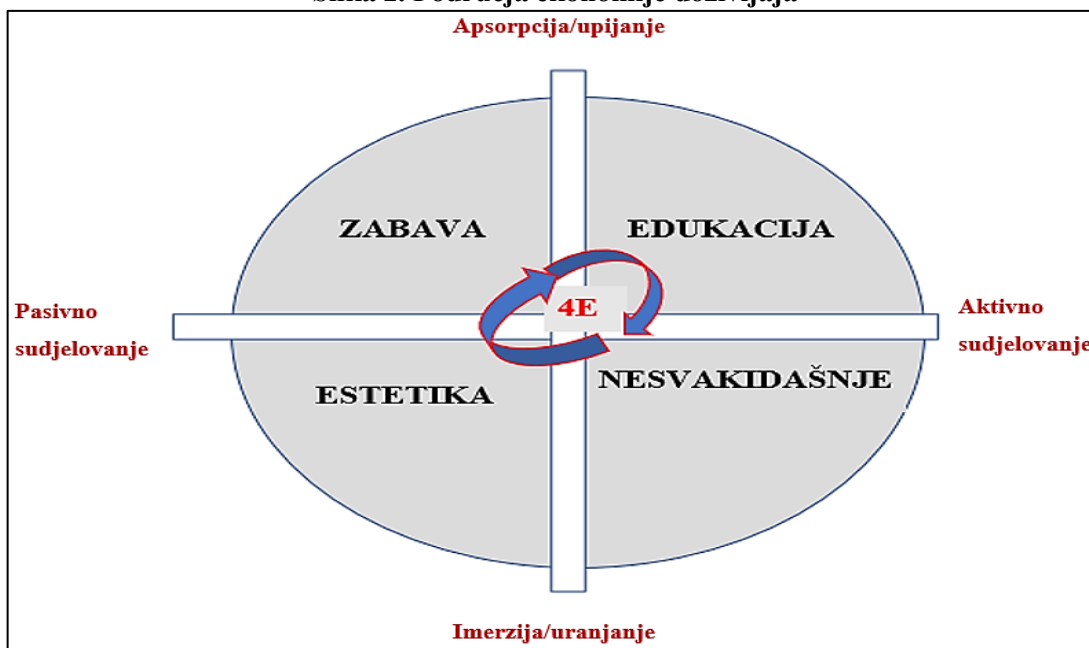 Apsorpcija/upijanje
ZABAVA
EDUKACIJA
4E
Pasivno
sudjelovanje
Aktivno
sudjelovanje
ESTETIKA
NESVAKIDAŠNJE
Imerzija/uranjanje